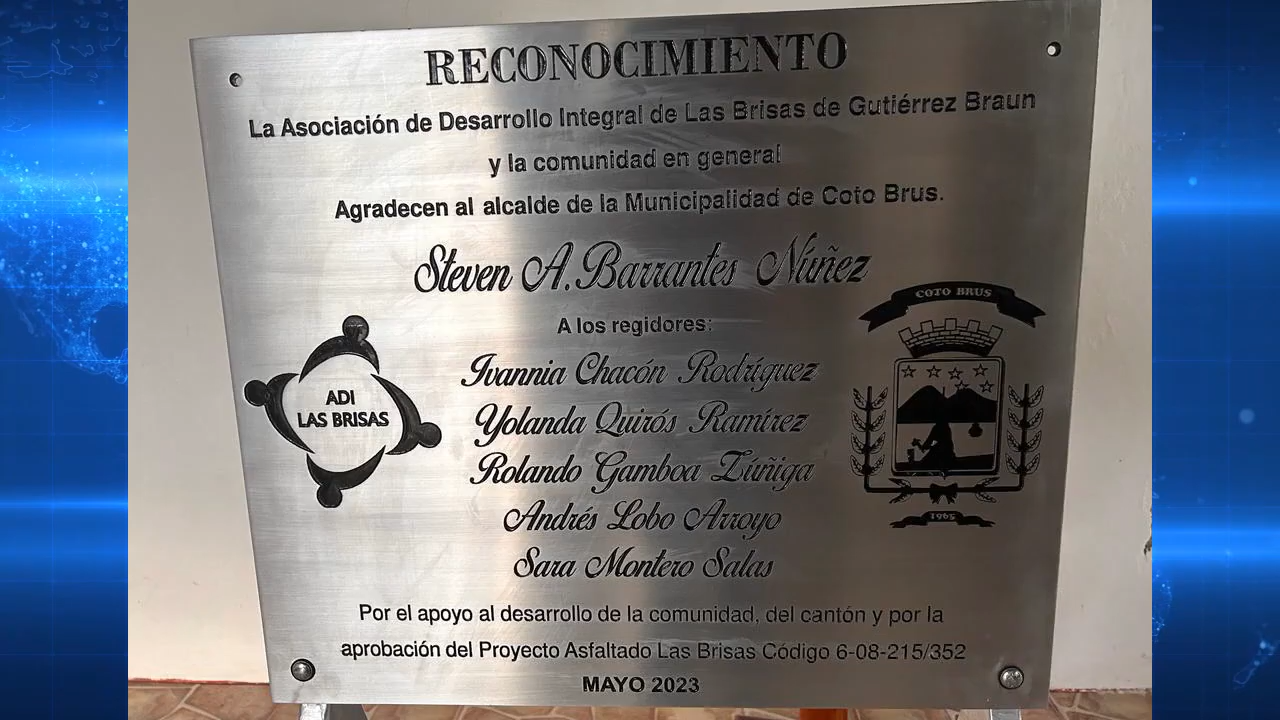 RECONOCIMIENTO
La Asociación de Desarrollo Integral de Las Brisas de Gutiérrez Braun
y la comunidad en general
Agradecen al alcalde de la Municipalidad de Coto Brus.
Steven A. Barrantes Núñez
A los regidores:
Ivannia Chacón Rodríguez
Yolanda Quirós Ramírez
Rolando Gamboa Zúñiga
Andrés Lobo Arroyo
Sara Montero Salas
ADI
LAS BRISAS
COTO BRUS
1965
Por el apoyo al desarrollo de la comunidad, del cantón y por la
aprobación del Proyecto Asfaltado Las Brisas Código 6-08-215/352
MAYO 2023